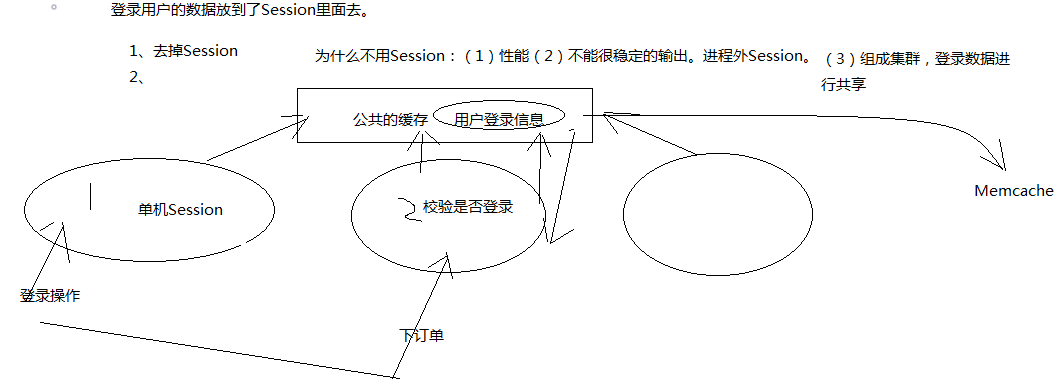 登录用户的数据放到了Session里面去。
1、去掉Session
2、
为什么不用Session：（1）性能（2）不能很稳定的输出。进程外Session。
（3）组成集群，登录数据进
行共享
公共的缓存
用户登录信息
1
单机Session
2
校验是否登录
Memcache
登录操作
下订单